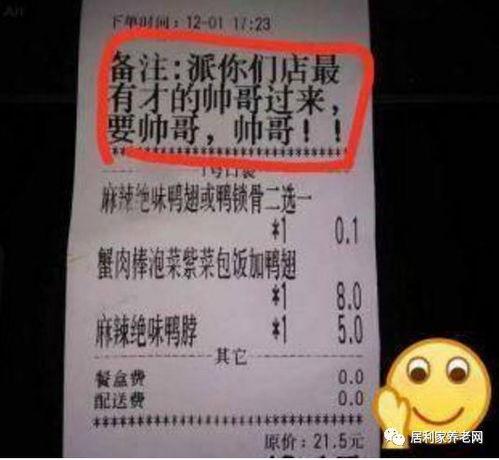 下单时间：12-01 17:23
备注:派你们店最
有才的帅哥过来，
要帅哥，帅哥！！
********************************
1号口袋
麻辣绝味鸭翅或鸭锁骨二选一
*1 0.1
蟹肉棒泡菜紫菜包饭加鸭翅
*1 8.0
麻辣绝味鸭脖 *1 5.0
其它
餐盒费 0.0
配送费 0.0
********************************
原价：21.5元
居利家养老网